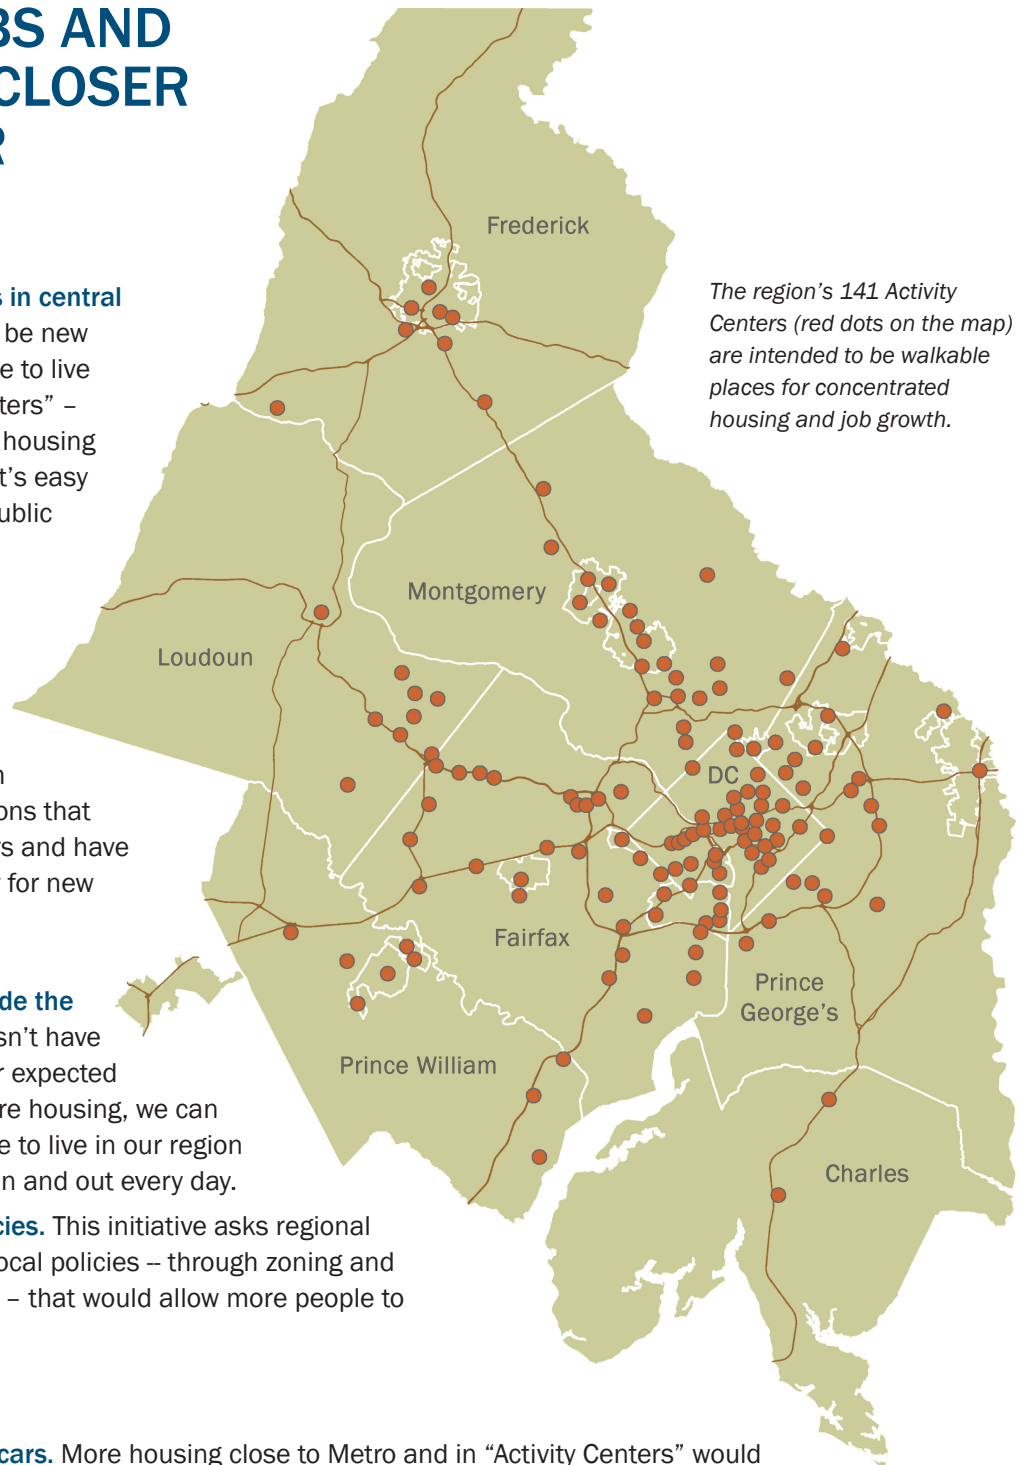 BS AND
CLOSER
R
s in central
be new
e to live
ters” –
housing
t’s easy
ublic
n
ons that
rs and have
y for new
de the
sn’t have
r expected
re housing, we can
e to live in our region
n and out every day.
cies. This initiative asks regional
ocal policies -- through zoning and
– that would allow more people to
cars. More housing close to Metro and in “Activity Centers” would
The region’s 141 Activity
Centers (red dots on the map)
are intended to be walkable
places for concentrated
housing and job growth.
Frederick
Montgomery
Loudoun
DC
Fairfax
Prince
George’s
Prince William
Charles